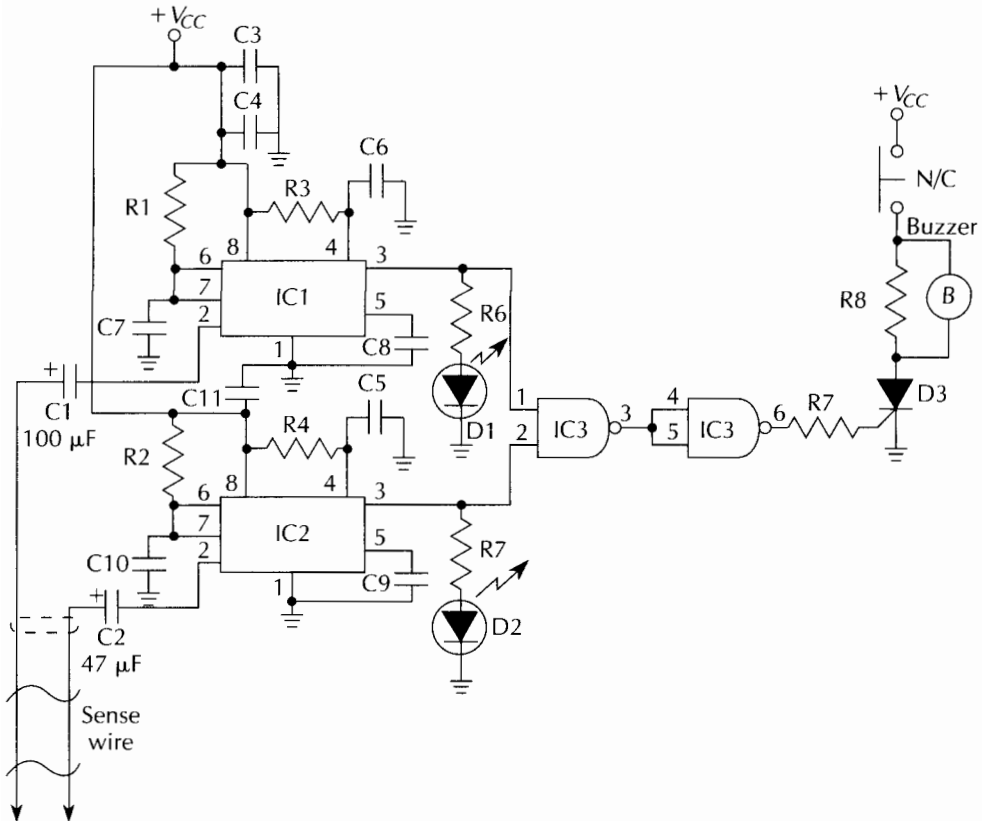 + VCC
C3
C4
C6
+ VCC
R3
R1
N/C
8
4
Buzzer
6
3
7
IC1
5
R6
R8
B
C7
2
C8
1
+
C11
C5
D3
C1
D1
1
3
4
6
R7
100 µF
R4
IC3
IC3
R2
2
5
8
4
6
3
7
IC2
5
R7
C10
2
C9
1
+
D2
C2
47 µF
Sense
wire